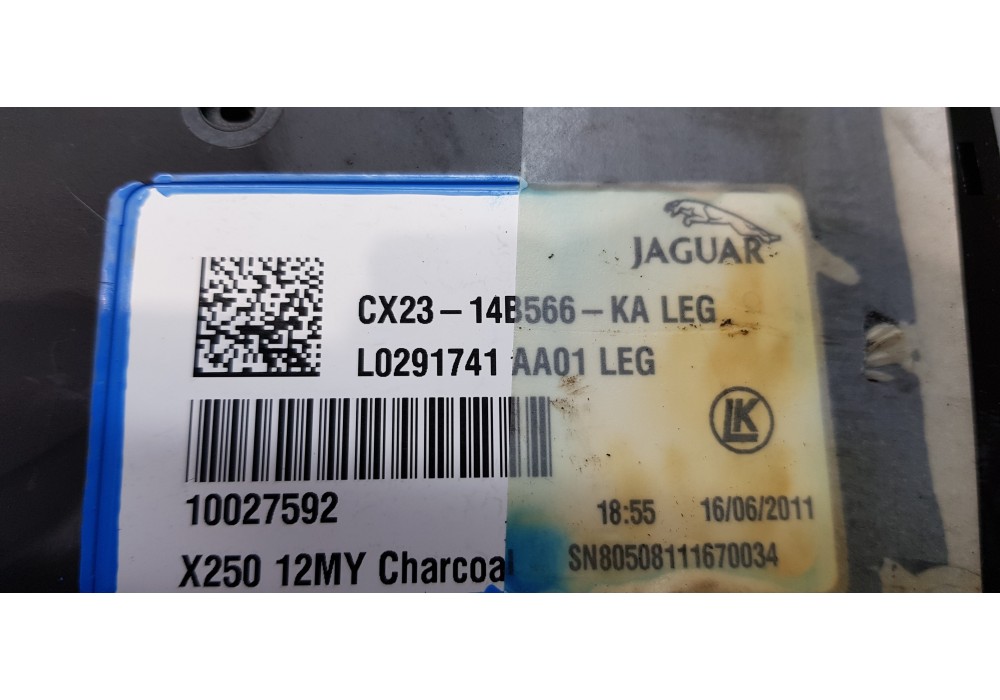 JAGUAR
CX23-14B566-KA LEG
L0291741 AA01 LEG
LK
10027592
18:55 16/06/2011
X250 12MY Charcoal
SN80508111670034